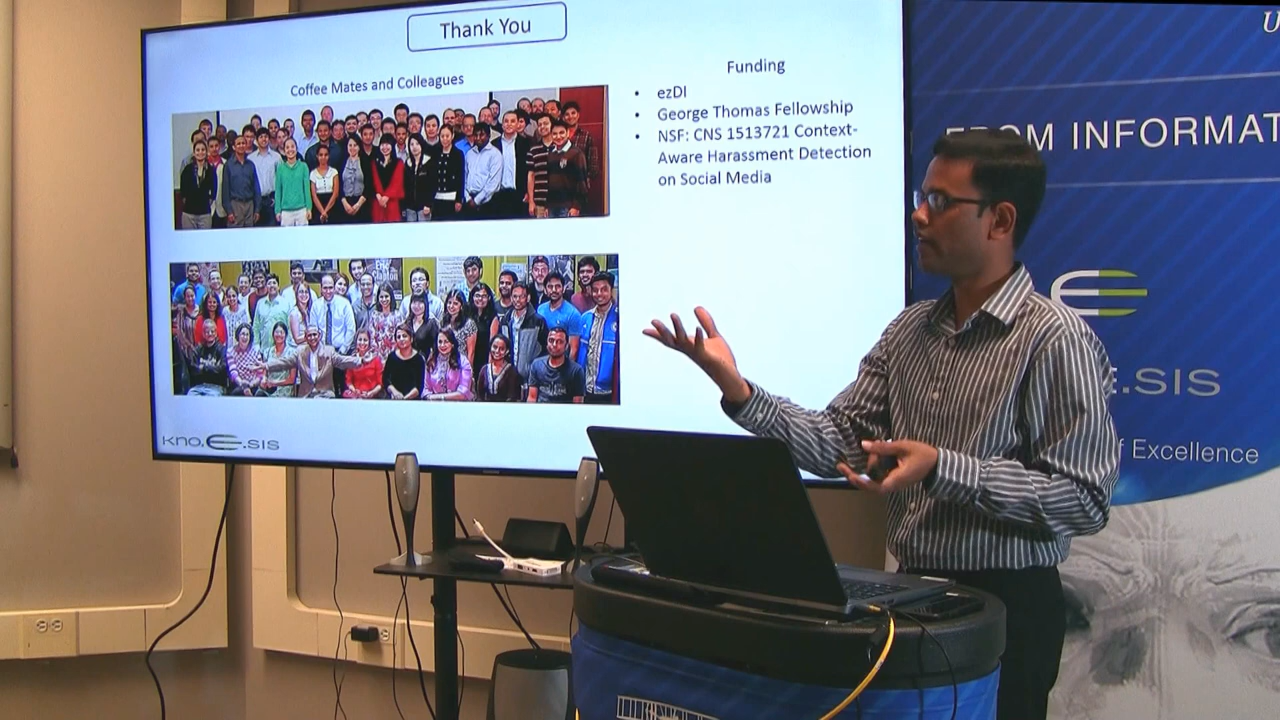 Thank You
Coffee Mates and Colleagues
Funding
• ezDI
• George Thomas Fellowship
• NSF: CNS 1513721 Context-
Aware Harassment Detection
on Social Media
kno.e.sis
FROM INFORMAT
E.SIS
f Excellence